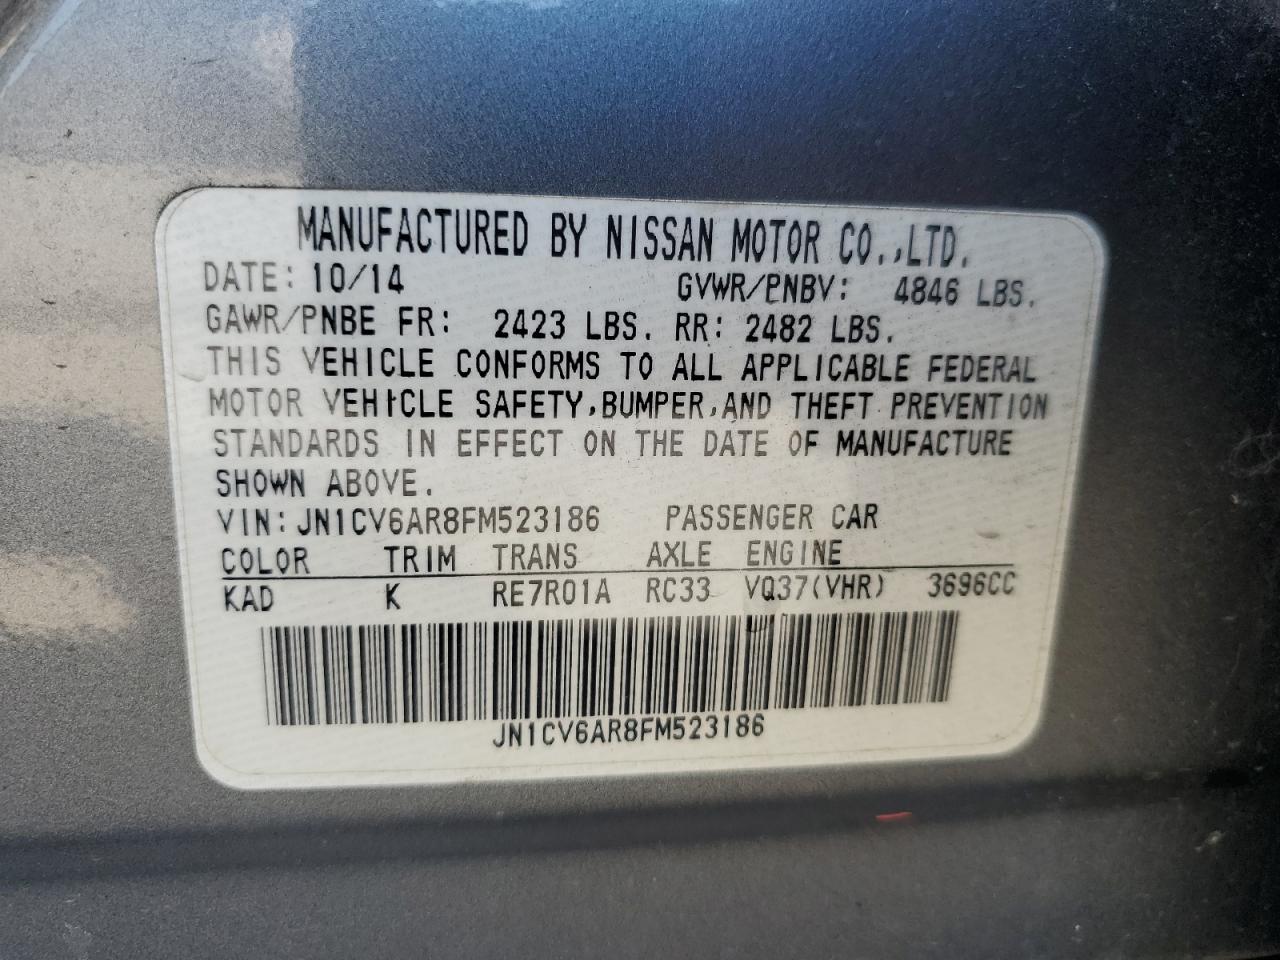 MANUFACTURED BY NISSAN MOTOR CO.,LTD.
DATE: 10/14 GVWR/PNBV: 4846 LBS.
GAWR/PNBE FR: 2423 LBS. RR: 2482 LBS.
THIS VEHICLE CONFORMS TO ALL APPLICABLE FEDERAL
MOTOR VEHICLE SAFETY,BUMPER,AND THEFT PREVENTION
STANDARDS IN EFFECT ON THE DATE OF MANUFACTURE
SHOWN ABOVE.
VIN: JN1CV6AR8FM523186 PASSENGER CAR
COLOR TRIM TRANS AXLE ENGINE
KAD K RE7R01A RC33 VQ37(VHR) 3696CC
JN1CV6AR8FM523186